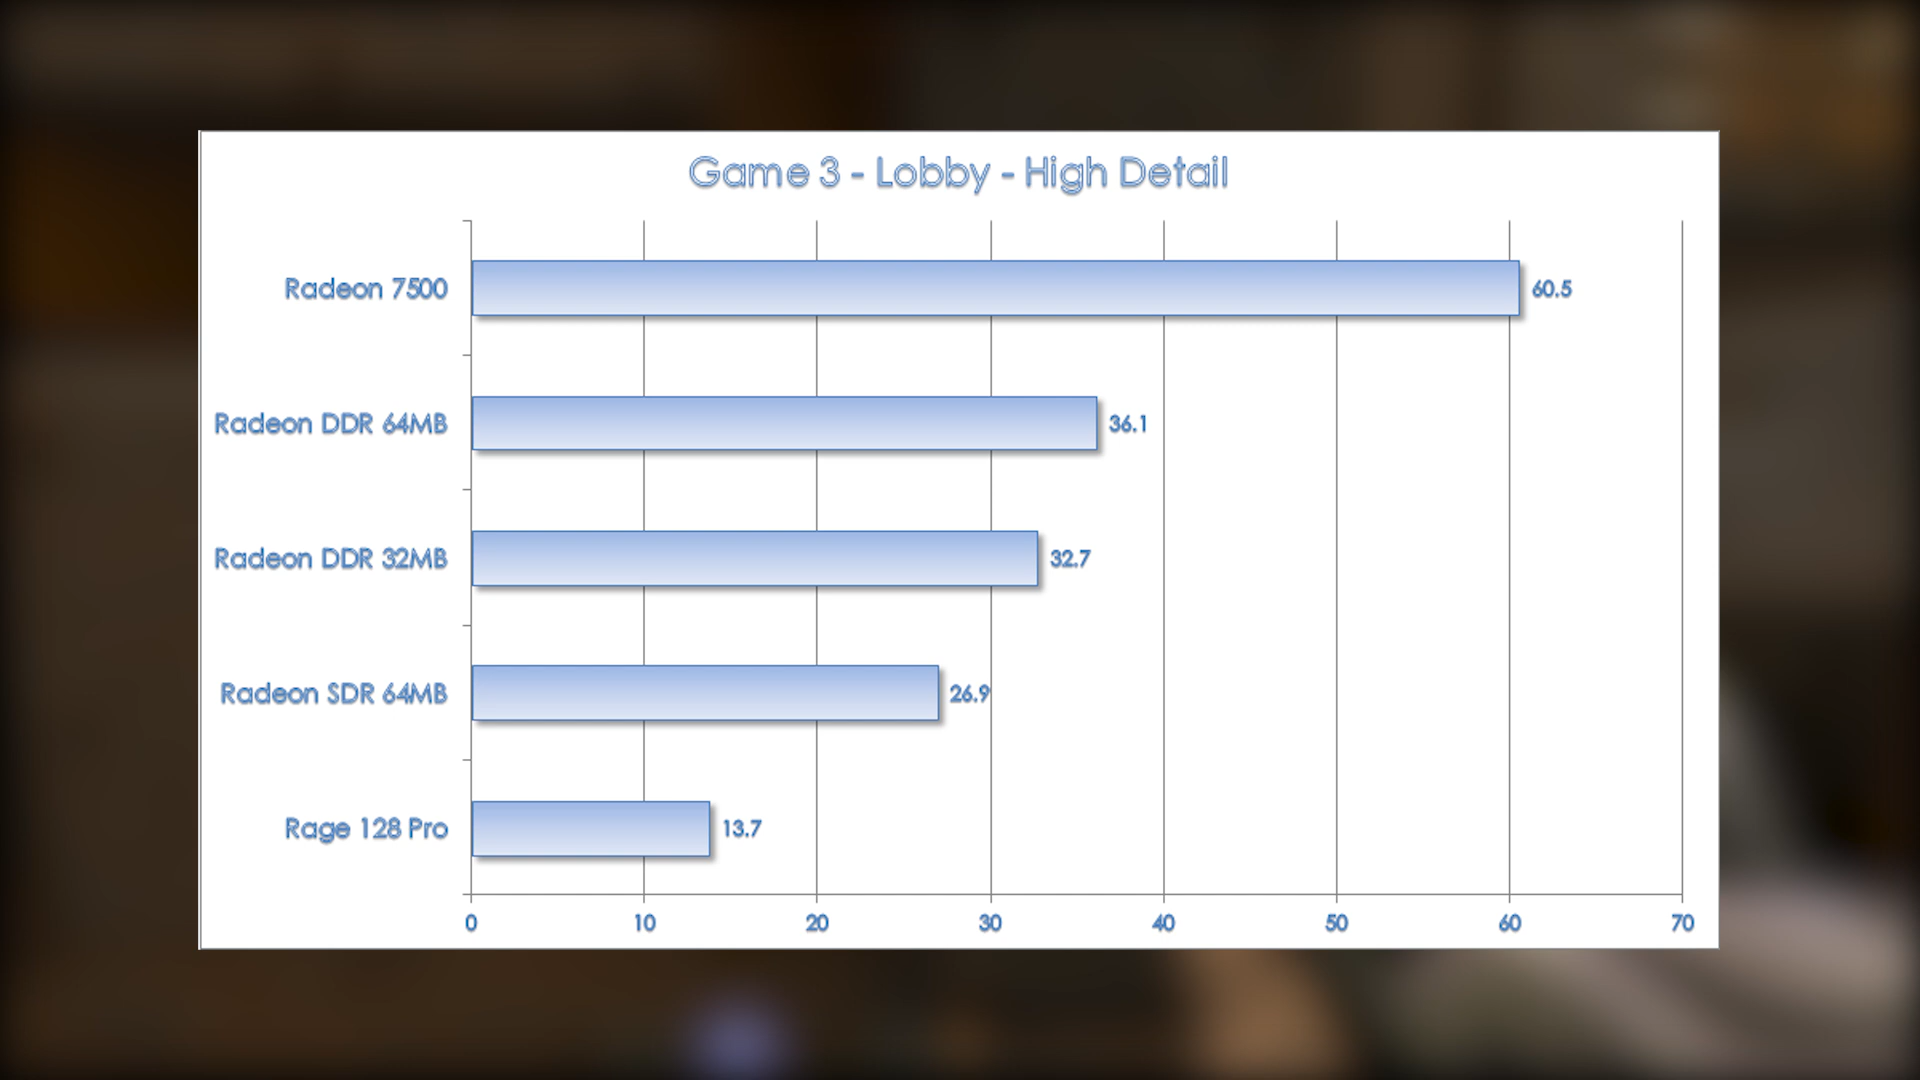 Game 3 - Lobby - High Detail
Radeon 7500 60.5
Radeon DDR 64MB 36.1
Radeon DDR 32MB 32.7
Radeon SDR 64MB 26.9
Rage 128 Pro 13.7
0 10 20 30 40 50 60 70